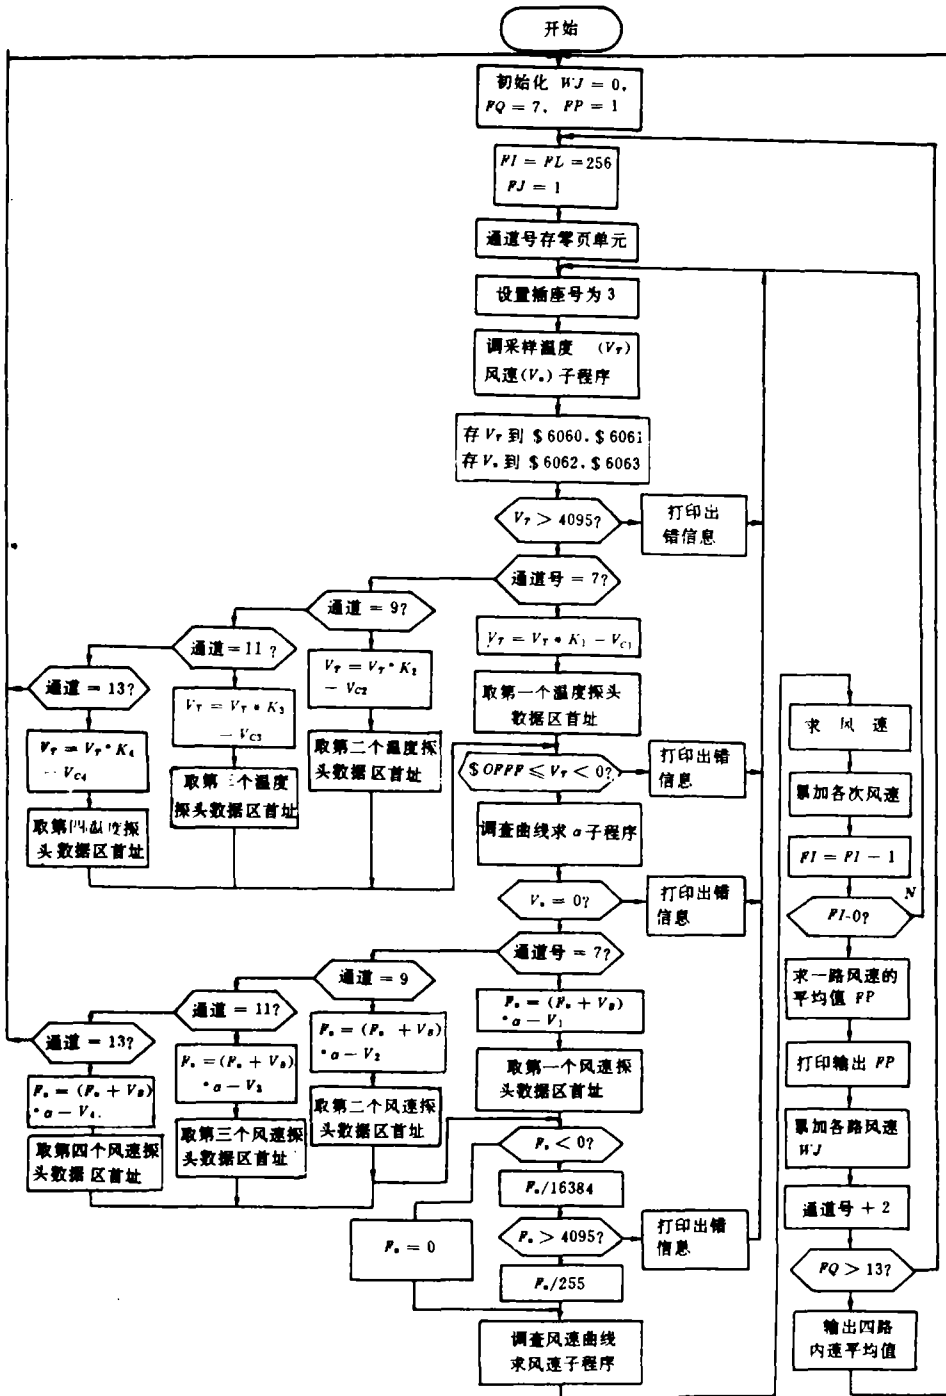 开始
初始化 WJ = 0,
FQ = 7, FP = 1
FI = FL = 256
FJ = 1
通道号存零页单元
设置插座号为 3
调采样温度 (V_T)
风速(V_s)子程序
存 V_T 到 $6060. $6061
存 V_s 到 $6062. $6063
V_T > 4095?
打印出
错信息
通道号 = 7?
通道 = 9?
通道 = 11 ?
通道 = 13?
V_T = V_T * K_1 - V_C1
取第一个温度探头
数据区首址
V_T = V_T * K_2
- V_C2
取第二个温度探
头数据区首址
V_T = V_T * K_3
- V_C3
取第三个温度
探头数据区首址
V_T = V_T * K_4
- V_C4
取第四温度探
头数据区首址
$OFFF ≤ V_T < 0?
打印出错
信息
调查曲线求 α 子程序
V_s = 0?
打印出错
信息
通道号 = 7?
通道 = 9
通道 = 11?
通道 = 13?
F_s = (F_s + V_B)
* α - V_1
取第一个风速探
头数据区首址
F_s = (F_s + V_B)
* α - V_2
取第二个风速探
头数据区首址
F_s = (F_s + V_B)
* α - V_3
取第三个风速探
头数据区首址
F_s = (F_s + V_B)
* α - V_4.
取第四个风速探
头数据区首址
F_s < 0?
F_s/16384
F_s = 0
F_s > 4095?
打印出错
信息
F_s/255
调查风速曲线
求风速子程序
求 风 速
累加各次风速
FI = FI - 1
FI-0?
N
求一路风速的
平均值 FP
打印输出 FP
累加各路风速
WJ
通道号 + 2
FQ > 13?
输出四路
内速平均值